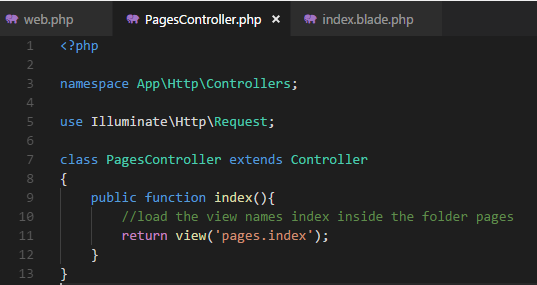 web.php PagesController.php × index.blade.php
1 <?php
2
3 namespace App\Http\Controllers;
4
5 use Illuminate\Http\Request;
6
7 class PagesController extends Controller
8 {
9 public function index(){
10 //load the view names index inside the folder pages
11 return view('pages.index');
12 }
13 }